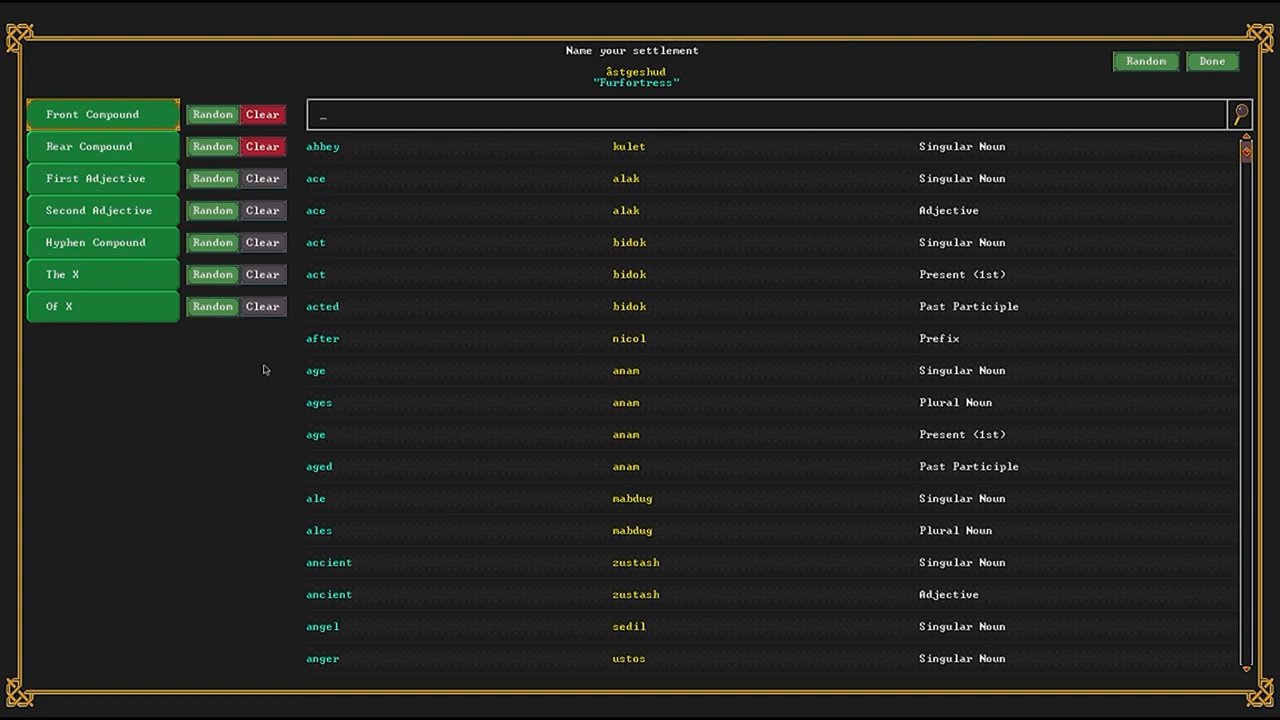 Name your settlement
åstgeshud
"Furfortress"
Random Done
Front Compound Random Clear _
Rear Compound Random Clear abbey kulet Singular Noun
First Adjective Random Clear ace alak Singular Noun
Second Adjective Random Clear ace alak Adjective
Hyphen Compound Random Clear act bidok Singular Noun
The X Random Clear act bidok Present (1st)
Of X Random Clear acted bidok Past Participle
after nicol Prefix
age anam Singular Noun
ages anam Plural Noun
age anam Present (1st)
aged anam Past Participle
ale mabdug Singular Noun
ales mabdug Plural Noun
ancient zustash Singular Noun
ancient zustash Adjective
angel sedil Singular Noun
anger ustos Singular Noun